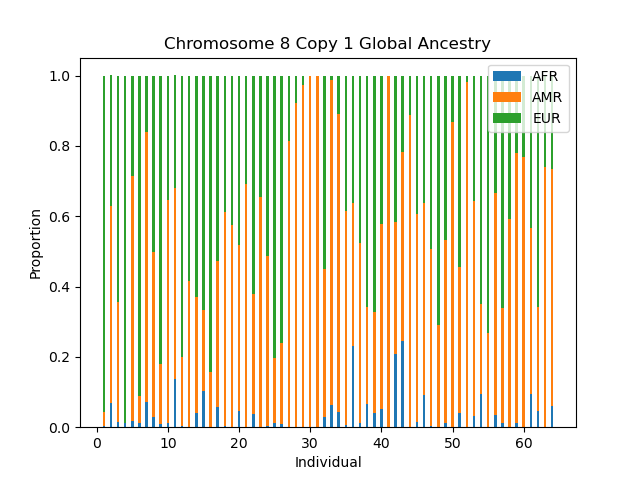 Chromosome 8 Copy 1 Global Ancestry
AFR
AMR
EUR
1.0
0.8
0.6
0.4
0.2
0.0
Proportion
0 10 20 30 40 50 60
Individual